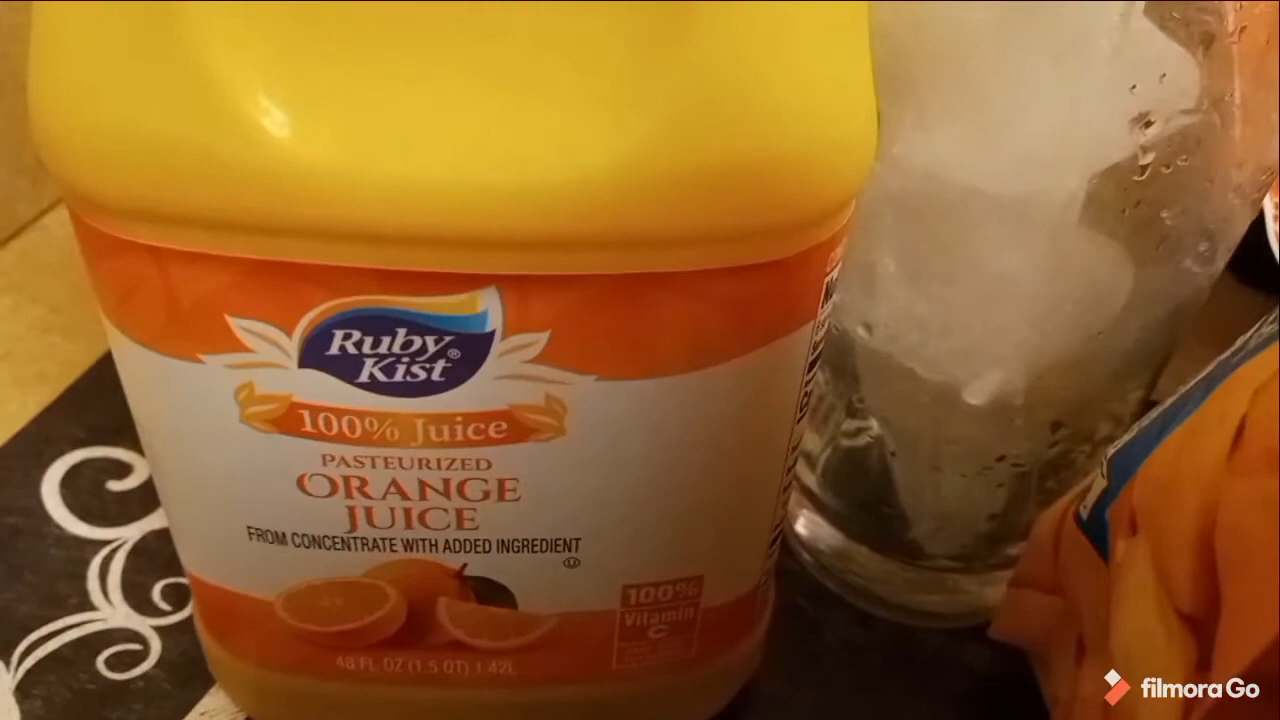 Ruby
Kist®
100% Juice
PASTEURIZED
ORANGE
JUICE
FROM CONCENTRATE WITH ADDED INGREDIENT
U
100%
Vitamin
C
48 FL OZ (1.5 QT) 1.42L
filmoraGo